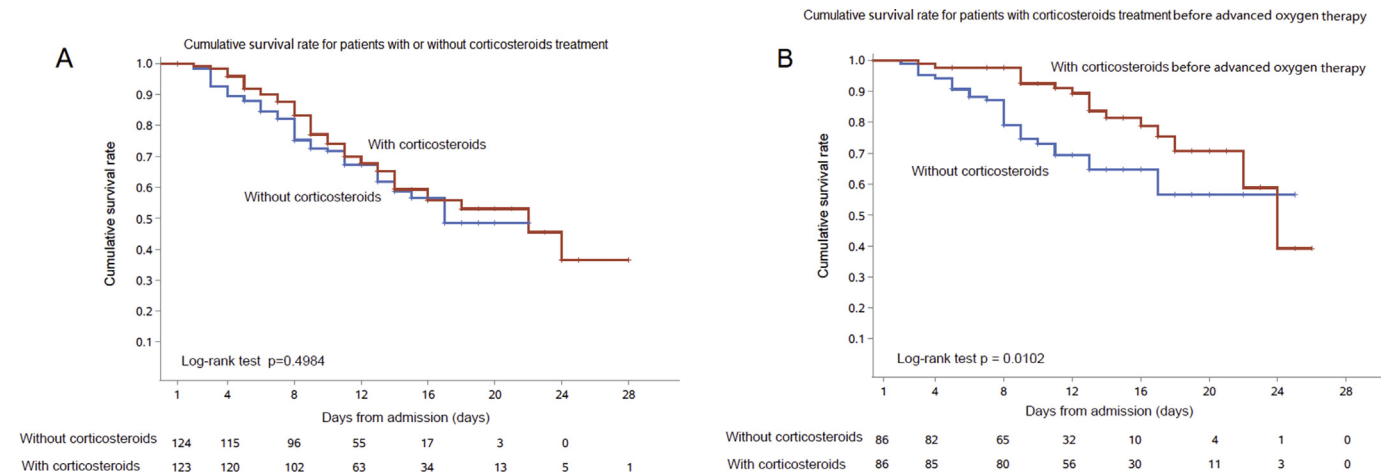 A
Cumulative survival rate for patients with or without corticosteroids treatment
Cumulative survival rate
1.0
0.9
0.8
0.7
0.6
0.5
0.4
0.3
0.2
0.1
With corticosteroids
Without corticosteroids
Log-rank test p=0.4984
1 4 8 12 16 20 24 28
Days from admission (days)
Without corticosteroids 124 115 96 55 17 3 0
With corticosteroids 123 120 102 63 34 13 5 1
Cumulative survival rate for patients with corticosteroids treatment before advanced oxygen therapy
B
Cumulative survival rate
1.0
0.9
0.8
0.7
0.6
0.5
0.4
0.3
0.2
0.1
With corticosteroids before advanced oxygen therapy
Without corticosteroids
Log-rank test p = 0.0102
1 4 8 12 16 20 24 28
Days from admission (days)
Without corticosteroids 86 82 65 32 10 4 1 0
With corticosteroids 86 85 80 56 30 11 3 0